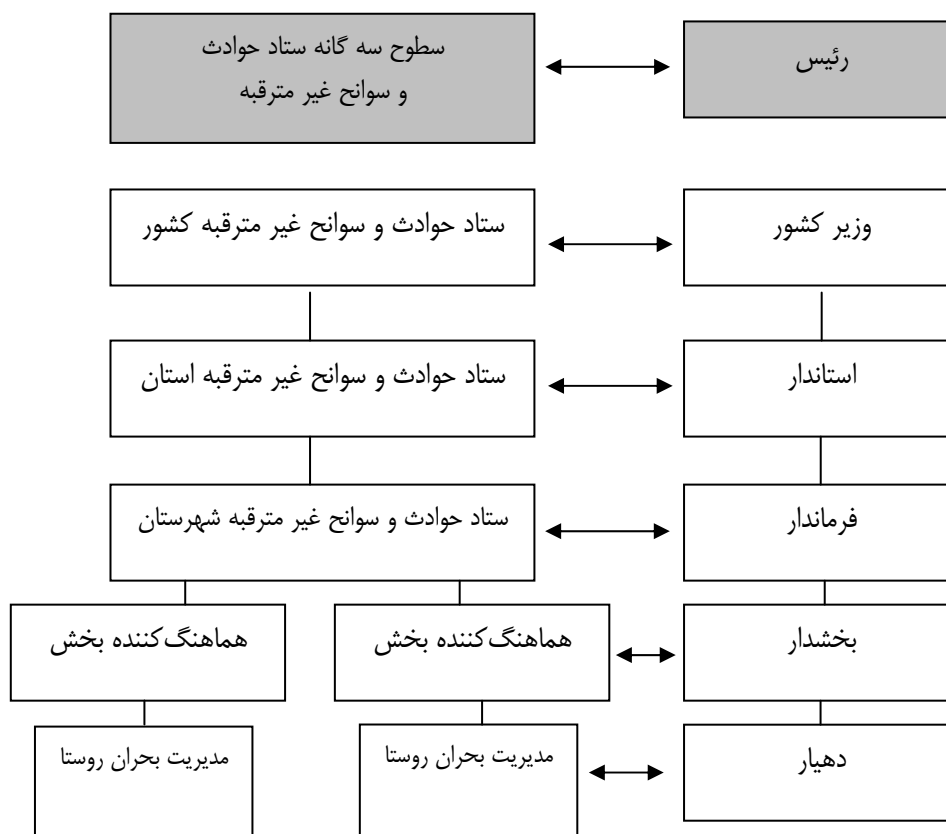 رئیس
سطوح سه گانه ستاد حوادث
و سوانح غیر مترقبه
وزیر کشور
ستاد حوادث و سوانح غیر مترقبه کشور
استاندار
ستاد حوادث و سوانح غیر مترقبه استان
فرماندار
ستاد حوادث و سوانح غیر مترقبه شهرستان
بخشدار
هماهنگ‌کننده بخش
هماهنگ‌کننده بخش
دهیار
مدیریت بحران روستا
مدیریت بحران روستا